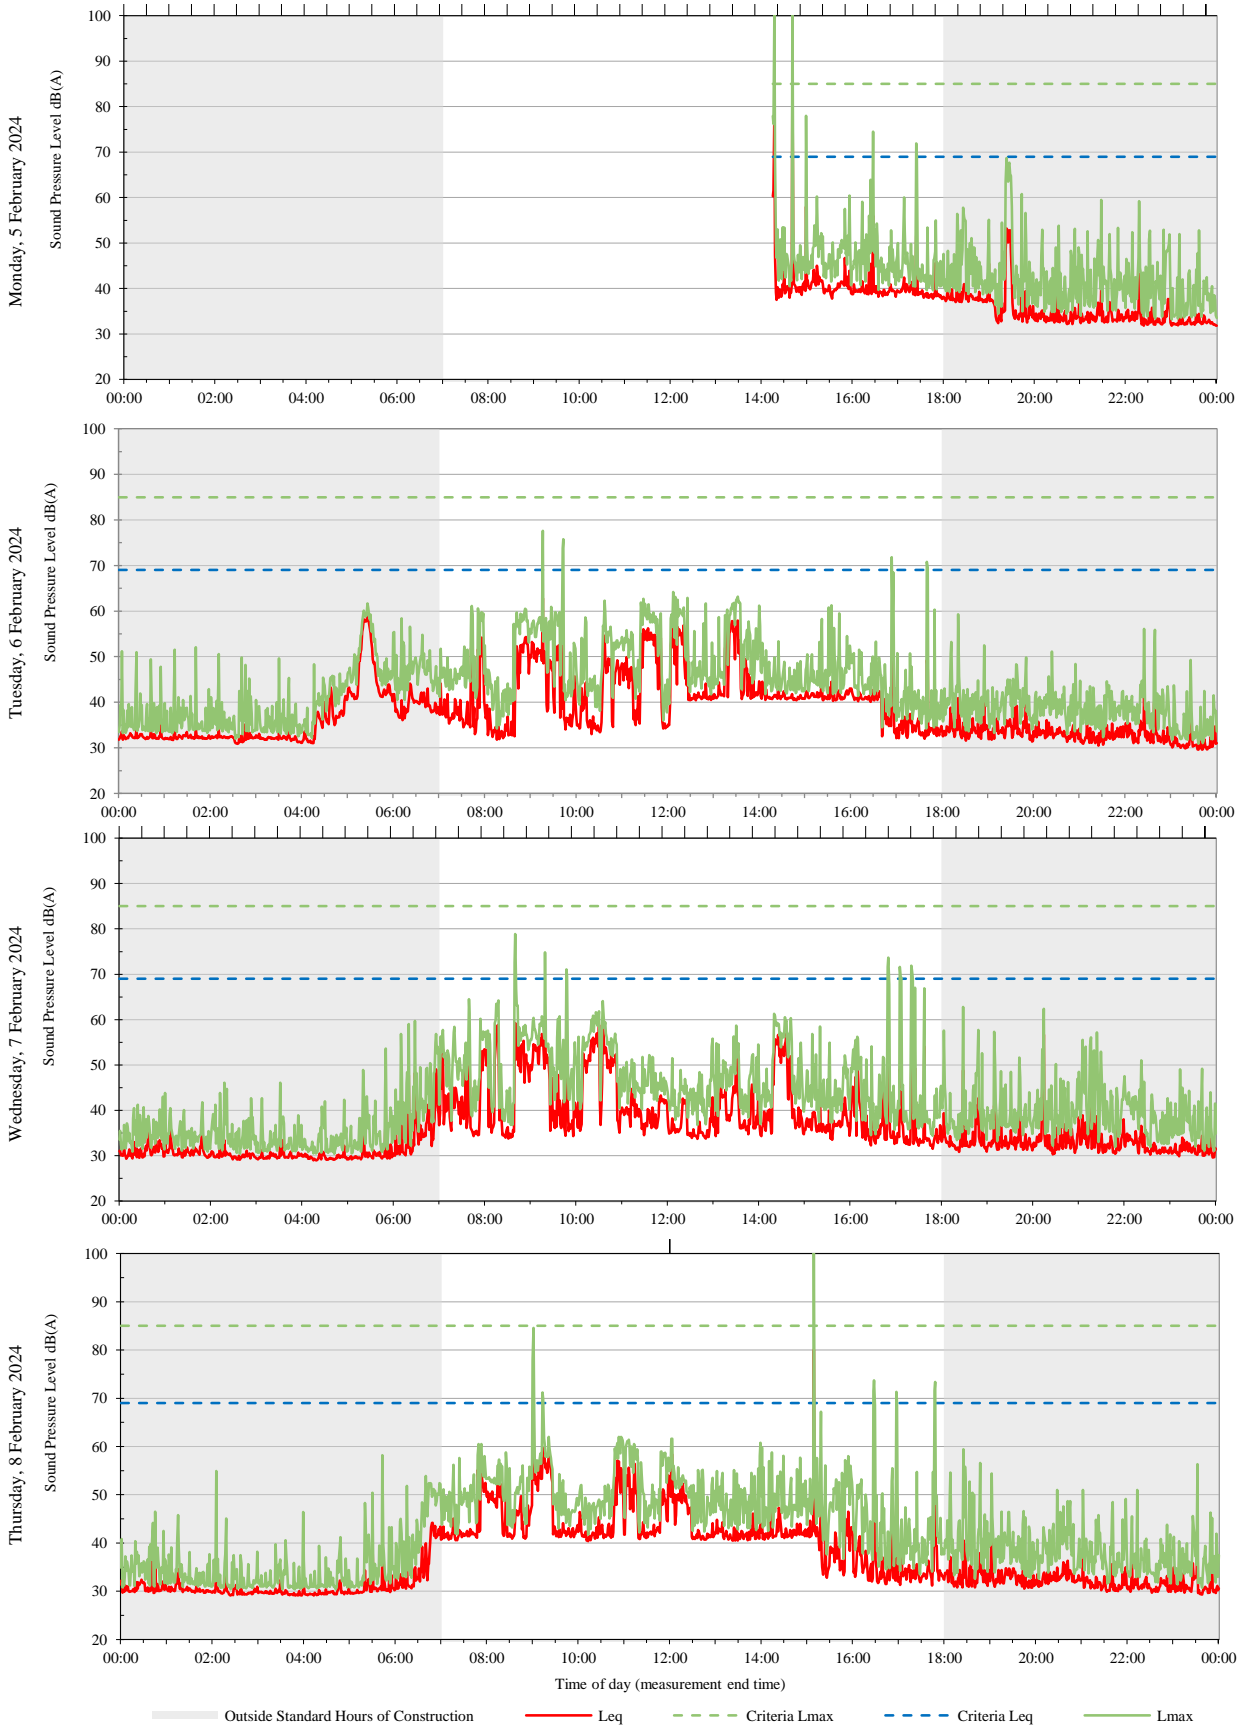 Monday, 5 February 2024
Sound Pressure Level dB(A)
100
90
80
70
60
50
40
30
20
00:00 02:00 04:00 06:00 08:00 10:00 12:00 14:00 16:00 18:00 20:00 22:00 00:00
Tuesday, 6 February 2024
Sound Pressure Level dB(A)
100
90
80
70
60
50
40
30
20
00:00 02:00 04:00 06:00 08:00 10:00 12:00 14:00 16:00 18:00 20:00 22:00 00:00
Wednesday, 7 February 2024
Sound Pressure Level dB(A)
100
90
80
70
60
50
40
30
20
00:00 02:00 04:00 06:00 08:00 10:00 12:00 14:00 16:00 18:00 20:00 22:00 00:00
Thursday, 8 February 2024
Sound Pressure Level dB(A)
100
90
80
70
60
50
40
30
20
00:00 02:00 04:00 06:00 08:00 10:00 12:00 14:00 16:00 18:00 20:00 22:00 00:00
Time of day (measurement end time)
Outside Standard Hours of Construction Leq Criteria Lmax Criteria Leq Lmax